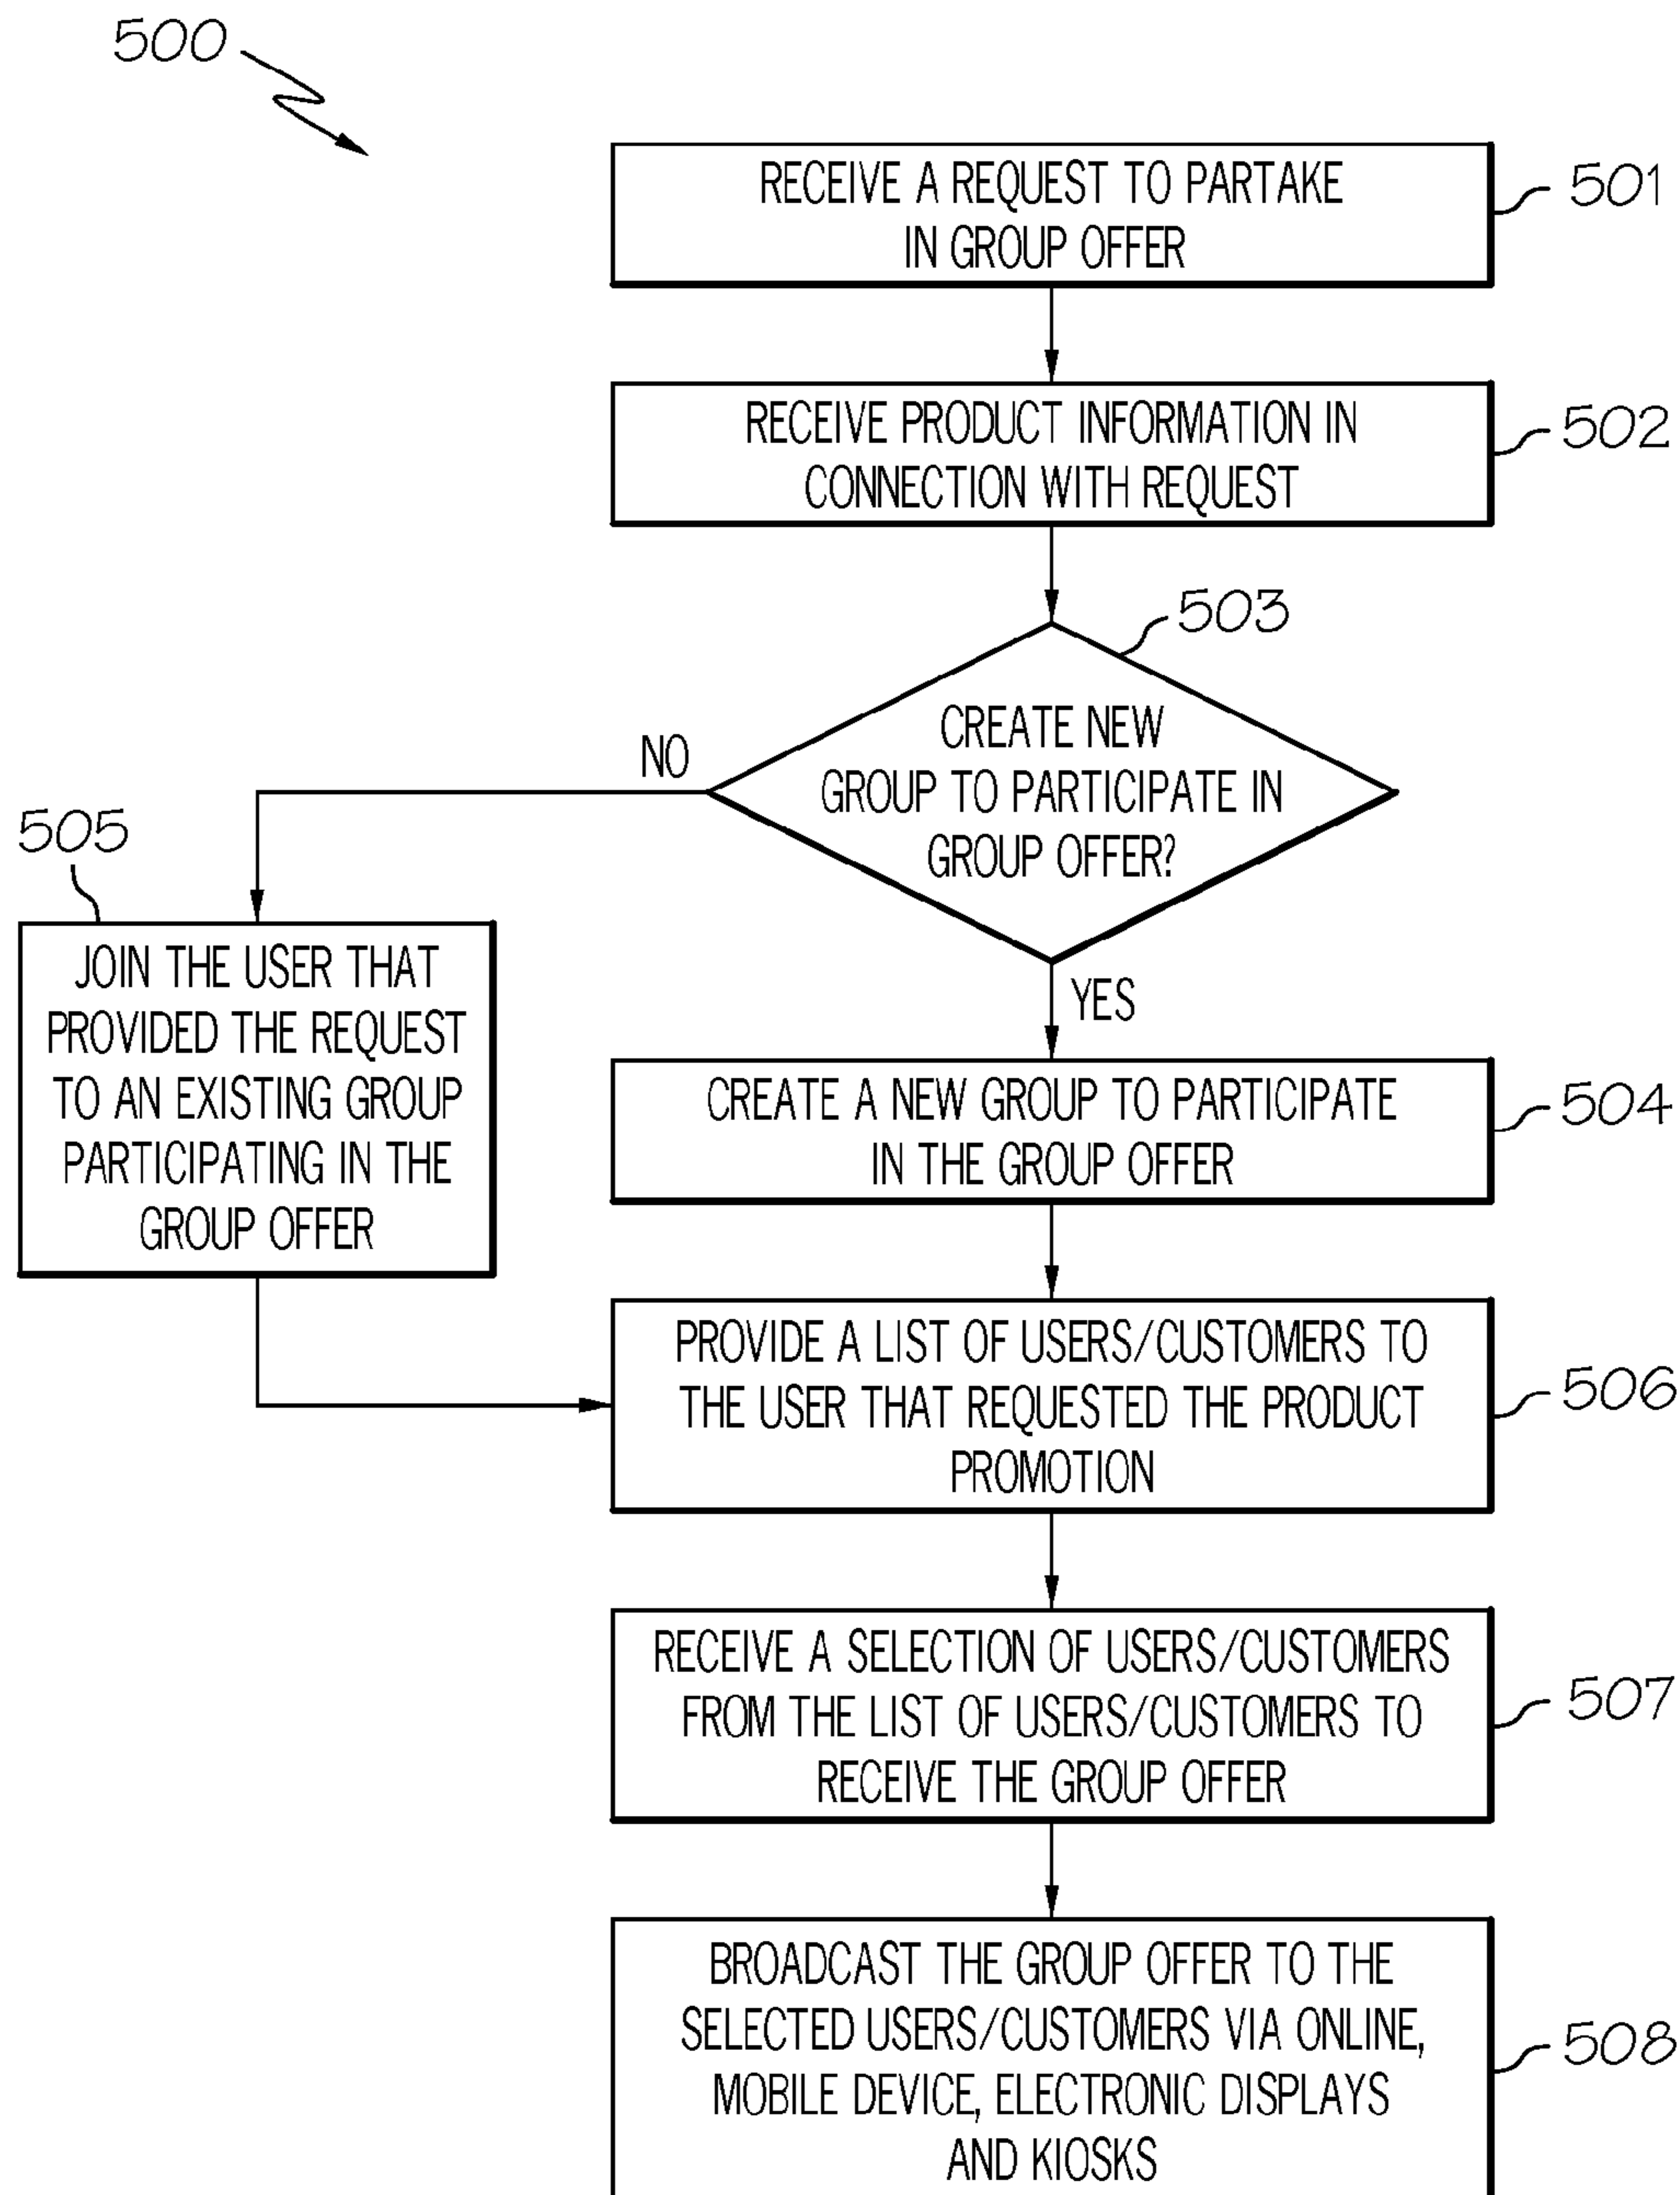 500
RECEIVE A REQUEST TO PARTAKE
IN GROUP OFFER
501
RECEIVE PRODUCT INFORMATION IN
CONNECTION WITH REQUEST
502
503
CREATE NEW
GROUP TO PARTICIPATE IN
GROUP OFFER?
NO
YES
505
JOIN THE USER THAT
PROVIDED THE REQUEST
TO AN EXISTING GROUP
PARTICIPATING IN THE
GROUP OFFER
CREATE A NEW GROUP TO PARTICIPATE
IN THE GROUP OFFER
504
PROVIDE A LIST OF USERS/CUSTOMERS TO
THE USER THAT REQUESTED THE PRODUCT
PROMOTION
506
RECEIVE A SELECTION OF USERS/CUSTOMERS
FROM THE LIST OF USERS/CUSTOMERS TO
RECEIVE THE GROUP OFFER
507
BROADCAST THE GROUP OFFER TO THE
SELECTED USERS/CUSTOMERS VIA ONLINE,
MOBILE DEVICE, ELECTRONIC DISPLAYS
AND KIOSKS
508